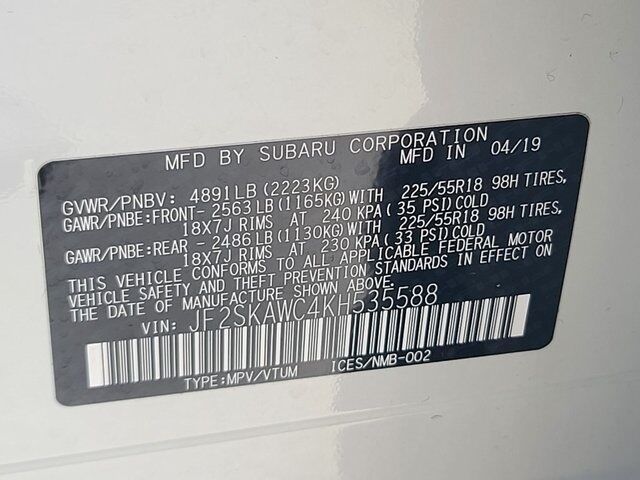 MFD BY SUBARU CORPORATION
MFD IN 04/19
GVWR/PNBV: 4891LB (2223KG)
GAWR/PNBE:FRONT- 2563LB (1165KG)WITH 225/55R18 98H TIRES,
18X7J RIMS AT 240 KPA (35 PSI)COLD
GAWR/PNBE:REAR - 2486LB (1130KG)WITH 225/55R18 98H TIRES,
18X7J RIMS AT 230 KPA (33 PSI)COLD
THIS VEHICLE CONFORMS TO ALL APPLICABLE FEDERAL MOTOR
VEHICLE SAFETY AND THEFT PREVENTION STANDARDS IN EFFECT ON
THE DATE OF MANUFACTURE SHOWN ABOVE.
VIN: JF2SKAWC4KH535588
TYPE:MPV/VTUM ICES/NMB-002